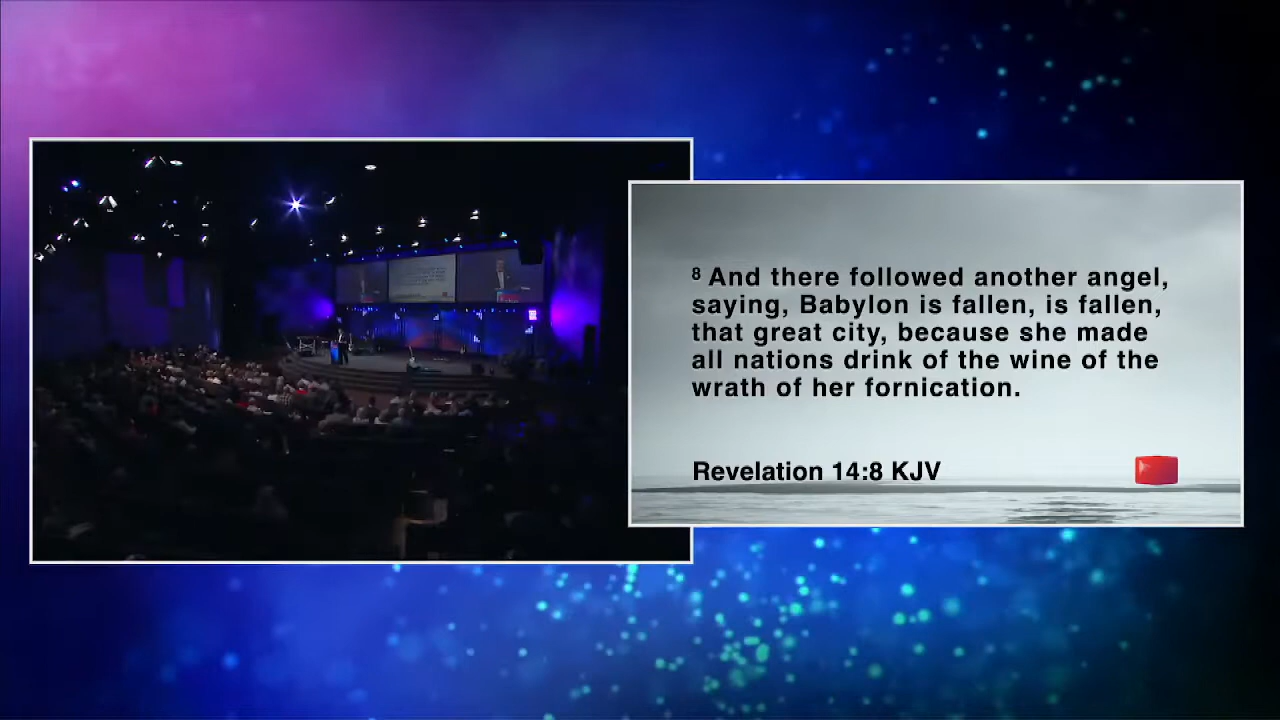 8 And there followed another angel,
saying, Babylon is fallen, is fallen,
that great city, because she made
all nations drink of the wine of the
wrath of her fornication.
Revelation 14:8 KJV